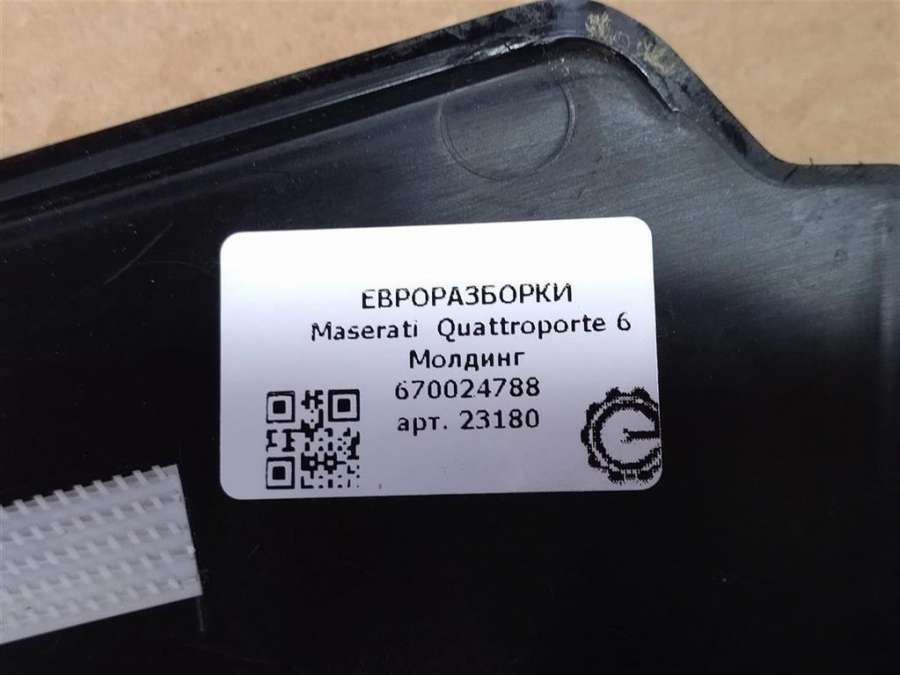 ЕВРОРАЗБОРКИ
Maserati Quattroporte 6
Молдинг
670024788
арт. 23180